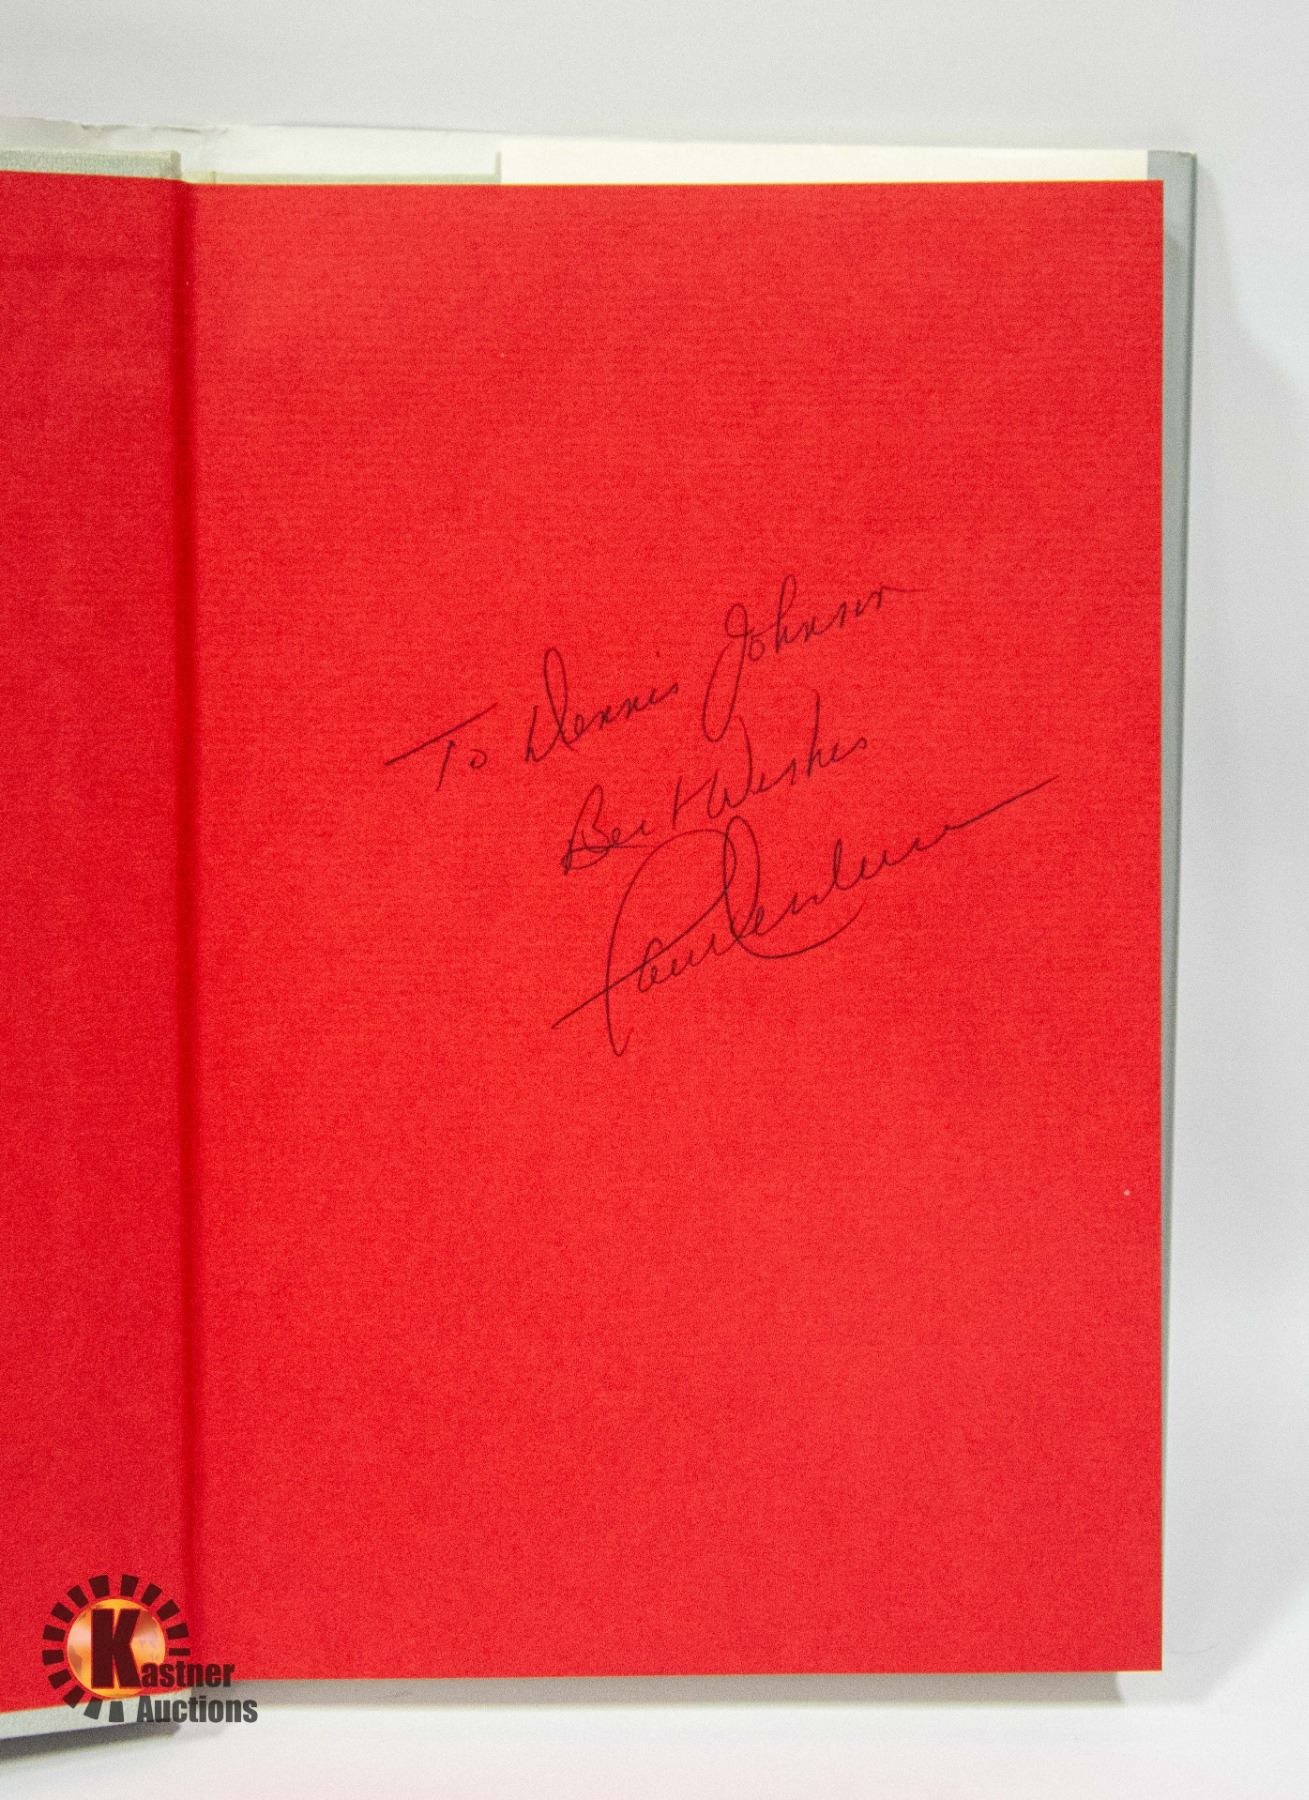 To Dennis Johnson
Best Wishes
Kastner
Auctions